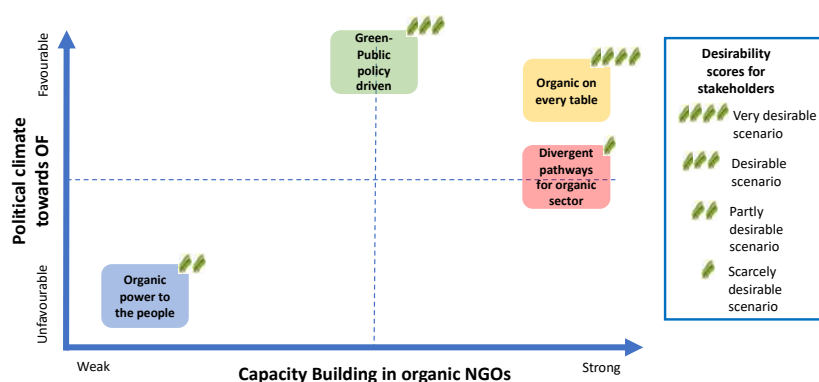 Political climate
towards OF
Favourable
Unfavourable
Green-
Public
policy
driven
Organic on
every table
Divergent
pathways
for organic
sector
Organic
power to
the people
Weak
Strong
Capacity Building in organic NGOs
Desirability
scores for
stakeholders
Very desirable
scenario
Desirable
scenario
Partly
desirable
scenario
Scarcely
desirable
scenario